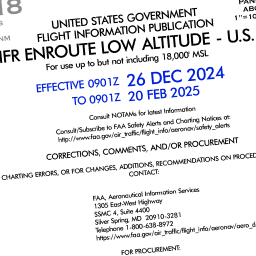 18
NM
PAN
ABO
1"=10
UNITED STATES GOVERNMENT
FLIGHT INFORMATION PUBLICATION
IFR ENROUTE LOW ALTITUDE - U.S.
For use up to but not including 18,000' MSL
EFFECTIVE 0901Z 26 DEC 2024
TO 0901Z 20 FEB 2025
Consult NOTAMs for latest Information
Consult/Subscribe to FAA Safety Alerts and Charting Notices at:
http://www.faa.gov/air_traffic/flight_info/aeronav/safety_alerts
CORRECTIONS, COMMENTS, AND/OR PROCUREMENT
CHARTING ERRORS, OR FOR CHANGES, ADDITIONS, RECOMMENDATIONS ON PROCED
CONTACT:
FAA, Aeronautical Information Services
1305 East-West Highway
SSMC 4, Suite 4400
Silver Spring, MD 20910-3281
Telephone 1-800-638-8972
https://www.faa.gov/air_traffic/flight_info/aeronav/aero_d
FOR PROCUREMENT: